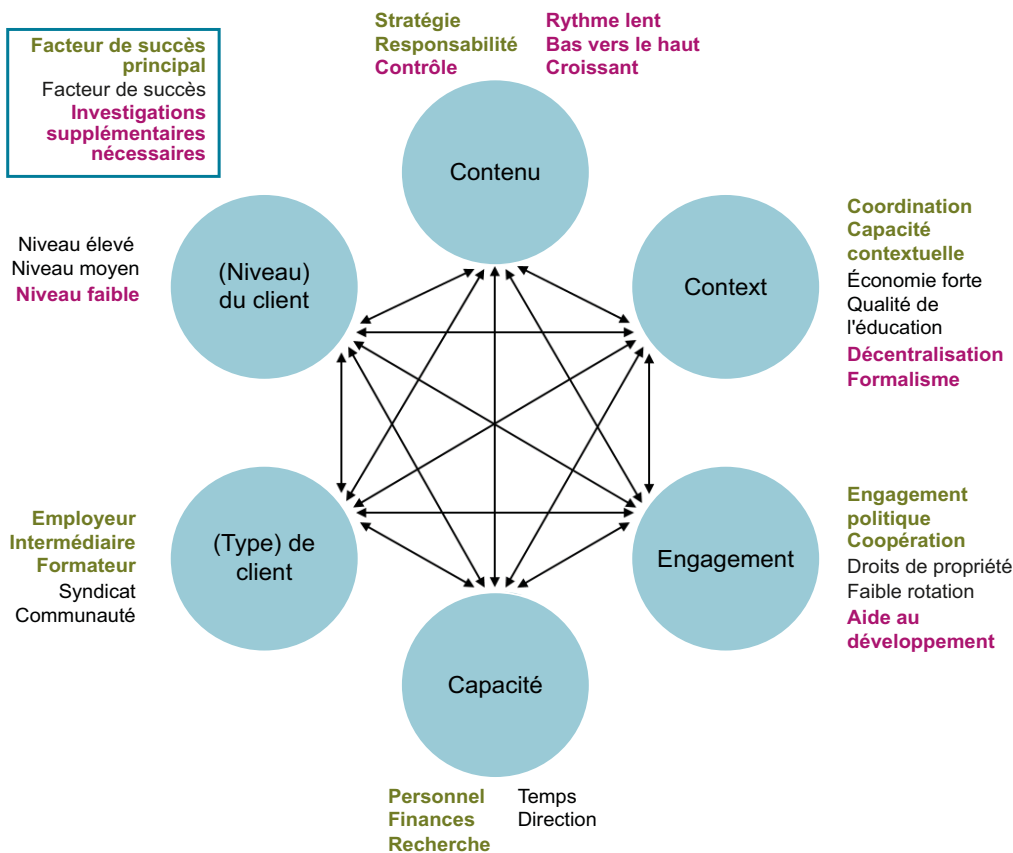 Facteur de succès
principal
Facteur de succès
Investigations
supplémentaires
nécessaires
Stratégie
Responsabilité
Contrôle
Rythme lent
Bas vers le haut
Croissant
Contenu
Niveau élevé
Niveau moyen
Niveau faible
(Niveau)
du client
Context
Coordination
Capacité
contextuelle
Économie forte
Qualité de
l'éducation
Décentralisation
Formalisme
Employeur
Intermédiaire
Formateur
Syndicat
Communauté
(Type) de
client
Engagement
Engagement
politique
Coopération
Droits de propriété
Faible rotation
Aide au
développement
Capacité
Personnel
Finances
Recherche
Temps
Direction